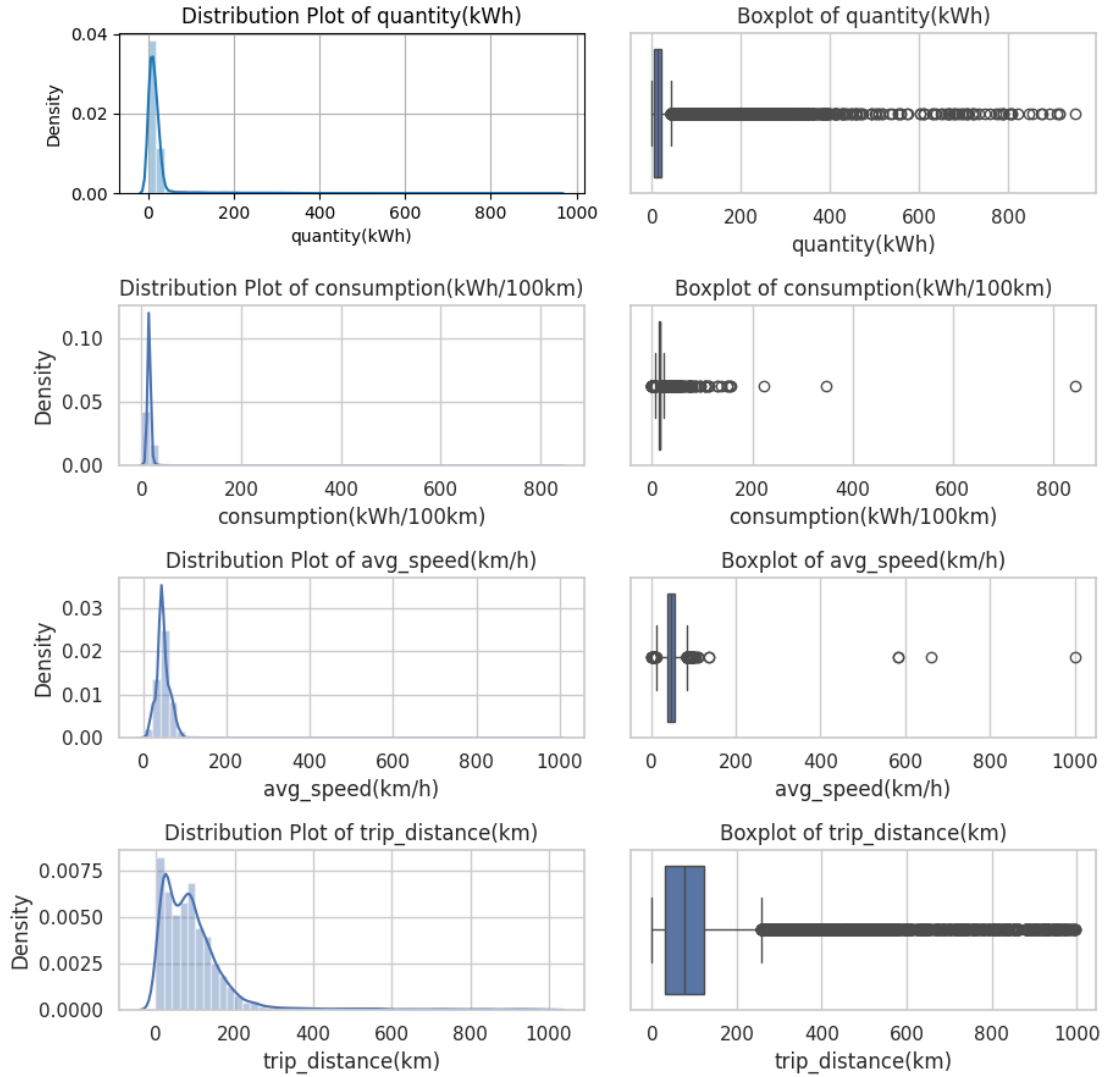 Distribution Plot of quantity(kWh)
Boxplot of quantity(kWh)
0.04
0.02
0.00
Density
0 200 400 600 800 1000
quantity(kWh)
0 200 400 600 800
quantity(kWh)
Distribution Plot of consumption(kWh/100km)
Boxplot of consumption(kWh/100km)
0.10
0.05
0.00
Density
0 200 400 600 800
consumption(kWh/100km)
0 200 400 600 800
consumption(kWh/100km)
Distribution Plot of avg_speed(km/h)
Boxplot of avg_speed(km/h)
0.03
0.02
0.01
0.00
Density
0 200 400 600 800 1000
avg_speed(km/h)
0 200 400 600 800 1000
avg_speed(km/h)
Distribution Plot of trip_distance(km)
Boxplot of trip_distance(km)
0.0075
0.0050
0.0025
0.0000
Density
0 200 400 600 800 1000
trip_distance(km)
0 200 400 600 800 1000
trip_distance(km)